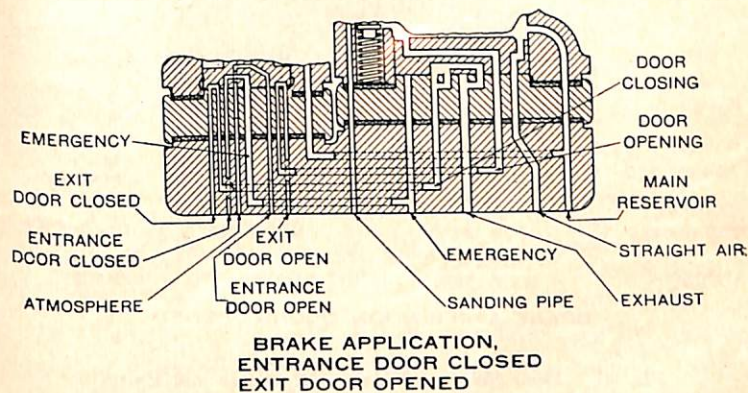 DOOR
CLOSING
DOOR
OPENING
EMERGENCY
EXIT
DOOR CLOSED
MAIN
RESERVOIR
ENTRANCE
DOOR CLOSED
EXIT
DOOR OPEN
EMERGENCY
STRAIGHT AIR
ATMOSPHERE
ENTRANCE
DOOR OPEN
SANDING PIPE
EXHAUST
BRAKE APPLICATION,
ENTRANCE DOOR CLOSED
EXIT DOOR OPENED